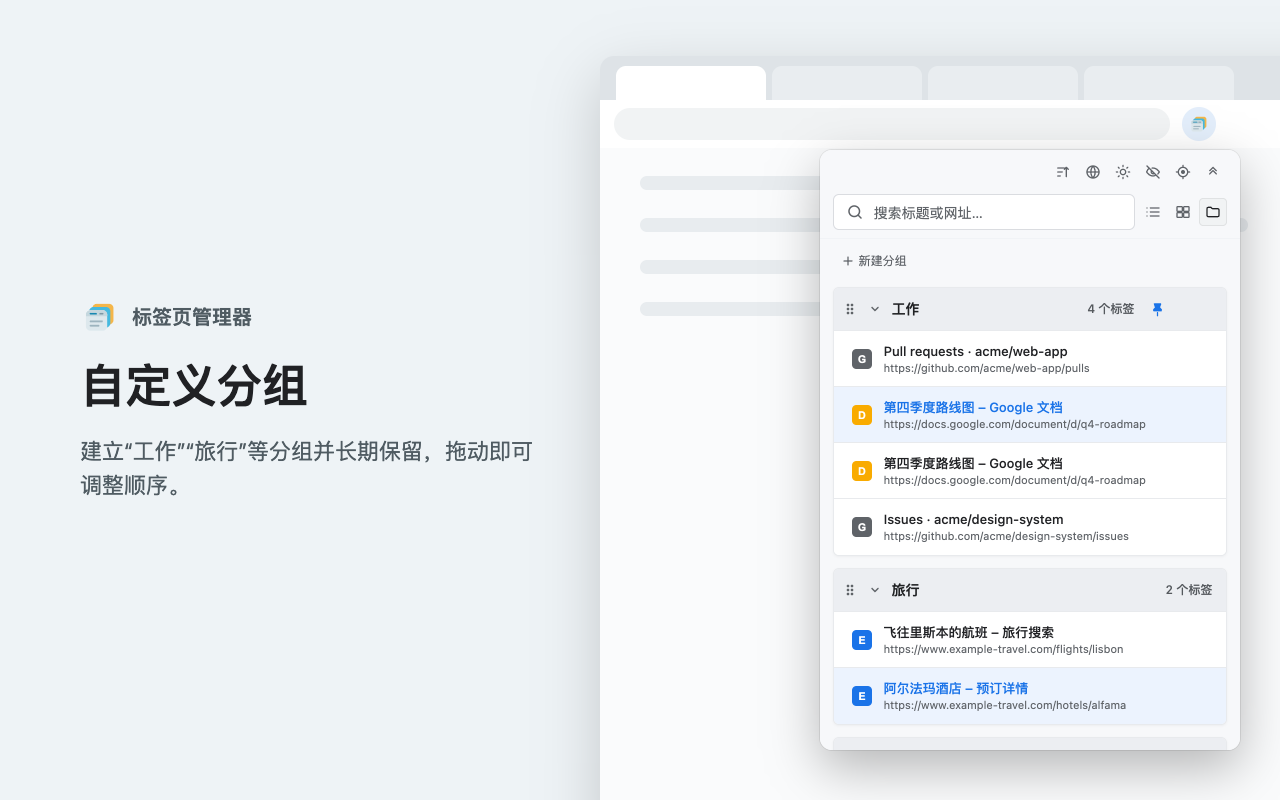 标签页管理器
自定义分组
建立“工作”“旅行”等分组并长期保留，拖动即可
调整顺序。
搜索标题或网址...
新建分组
工作
4 个标签
G
Pull requests · acme/web-app
https://github.com/acme/web-app/pulls
D
第四季度路线图 – Google 文档
https://docs.google.com/document/d/q4-roadmap
D
第四季度路线图 – Google 文档
https://docs.google.com/document/d/q4-roadmap
G
Issues · acme/design-system
https://github.com/acme/design-system/issues
旅行
2 个标签
E
飞往里斯本的航班 – 旅行搜索
https://www.example-travel.com/flights/lisbon
E
阿尔法玛酒店 – 预订详情
https://www.example-travel.com/hotels/alfama